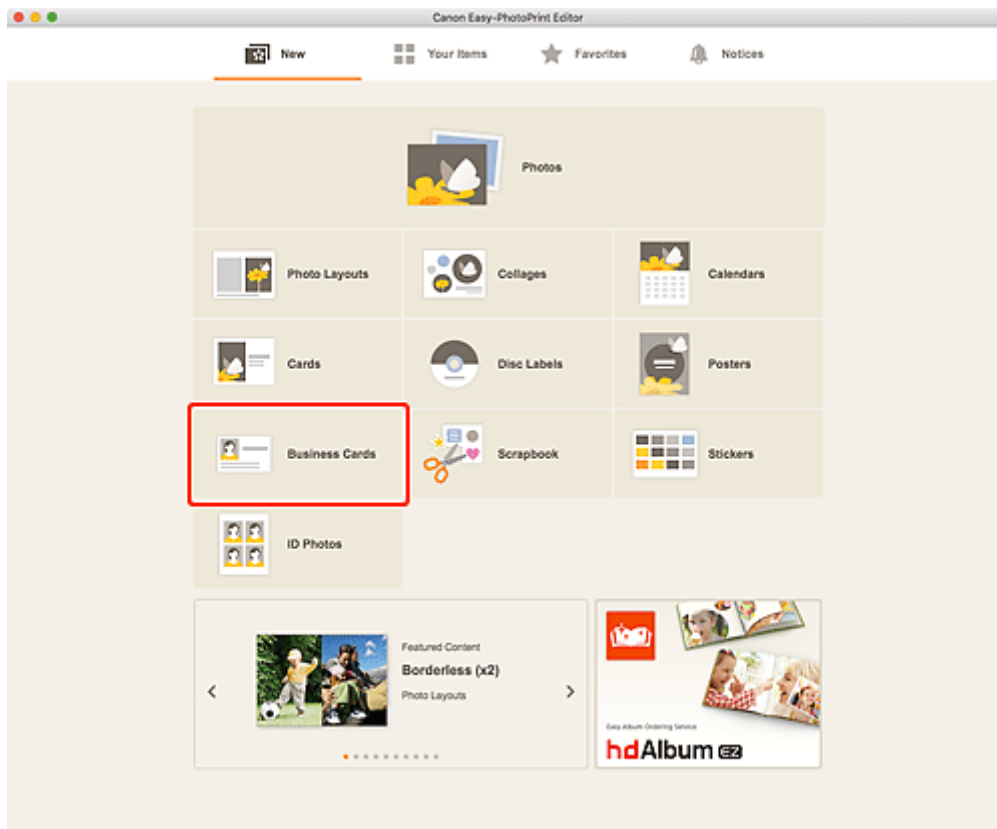 Canon Easy-PhotoPrint Editor
New
Your Items
Favorites
Notices
Photos
Photo Layouts
Collages
Calendars
Cards
Disc Labels
Posters
Business Cards
Scrapbook
Stickers
ID Photos
Featured Content
Borderless (x2)
Photo Layouts
Easy Album Ordering Service
hdAlbum EZ